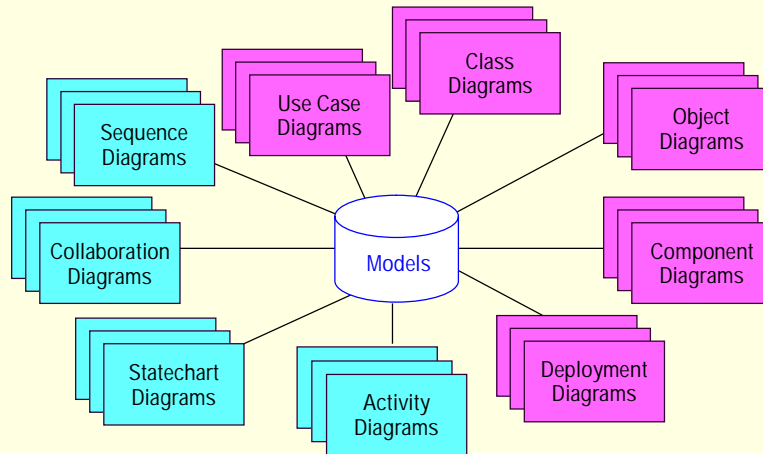 Class
Diagrams
Use Case
Diagrams
Object
Diagrams
Sequence
Diagrams
Collaboration
Diagrams
Models
Component
Diagrams
Statechart
Diagrams
Activity
Diagrams
Deployment
Diagrams